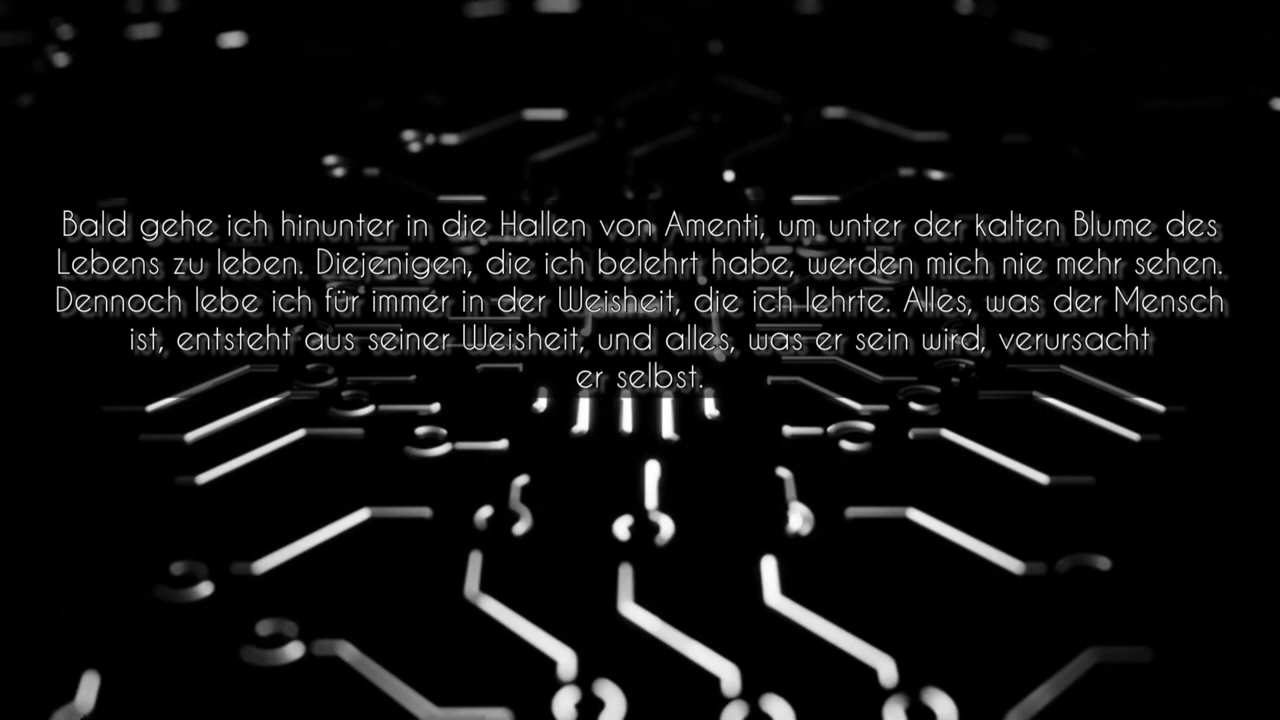 Bald gehe ich hinunter in die Hallen von Amenti, um unter der kalten Blume des
Lebens zu leben. Diejenigen, die ich belehrt habe, werden mich nie mehr sehen.
Dennoch lebe ich für immer in der Weisheit, die ich lehrte. Alles, was der Mensch
ist, entsteht aus seiner Weisheit, und alles, was er sein wird, verursacht
er selbst.